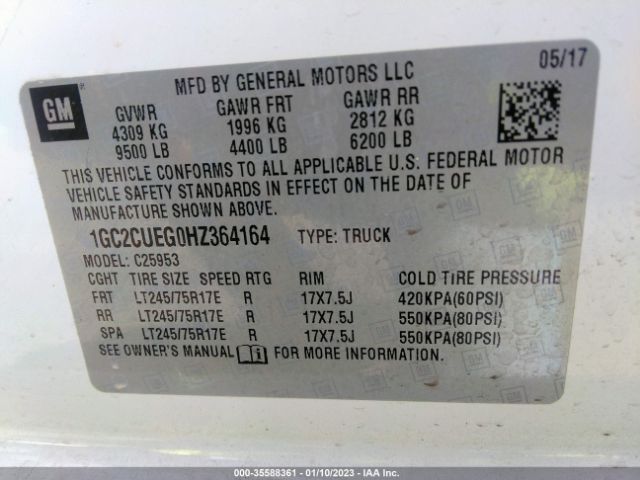 GM
MFD BY GENERAL MOTORS LLC
05/17
GVWR GAWR FRT GAWR RR
4309 KG 1996 KG 2812 KG
9500 LB 4400 LB 6200 LB
THIS VEHICLE CONFORMS TO ALL APPLICABLE U.S. FEDERAL MOTOR
VEHICLE SAFETY STANDARDS IN EFFECT ON THE DATE OF
MANUFACTURE SHOWN ABOVE.
1GC2CUEG0HZ364164 TYPE: TRUCK
MODEL: C25953
CGHT TIRE SIZE SPEED RTG RIM COLD TIRE PRESSURE
FRT LT245/75R17E R 17X7.5J 420KPA(60PSI)
RR LT245/75R17E R 17X7.5J 550KPA(80PSI)
SPA LT245/75R17E R 17X7.5J 550KPA(80PSI)
SEE OWNER'S MANUAL FOR MORE INFORMATION.
000-35588361 - 01/10/2023 - IAA Inc.